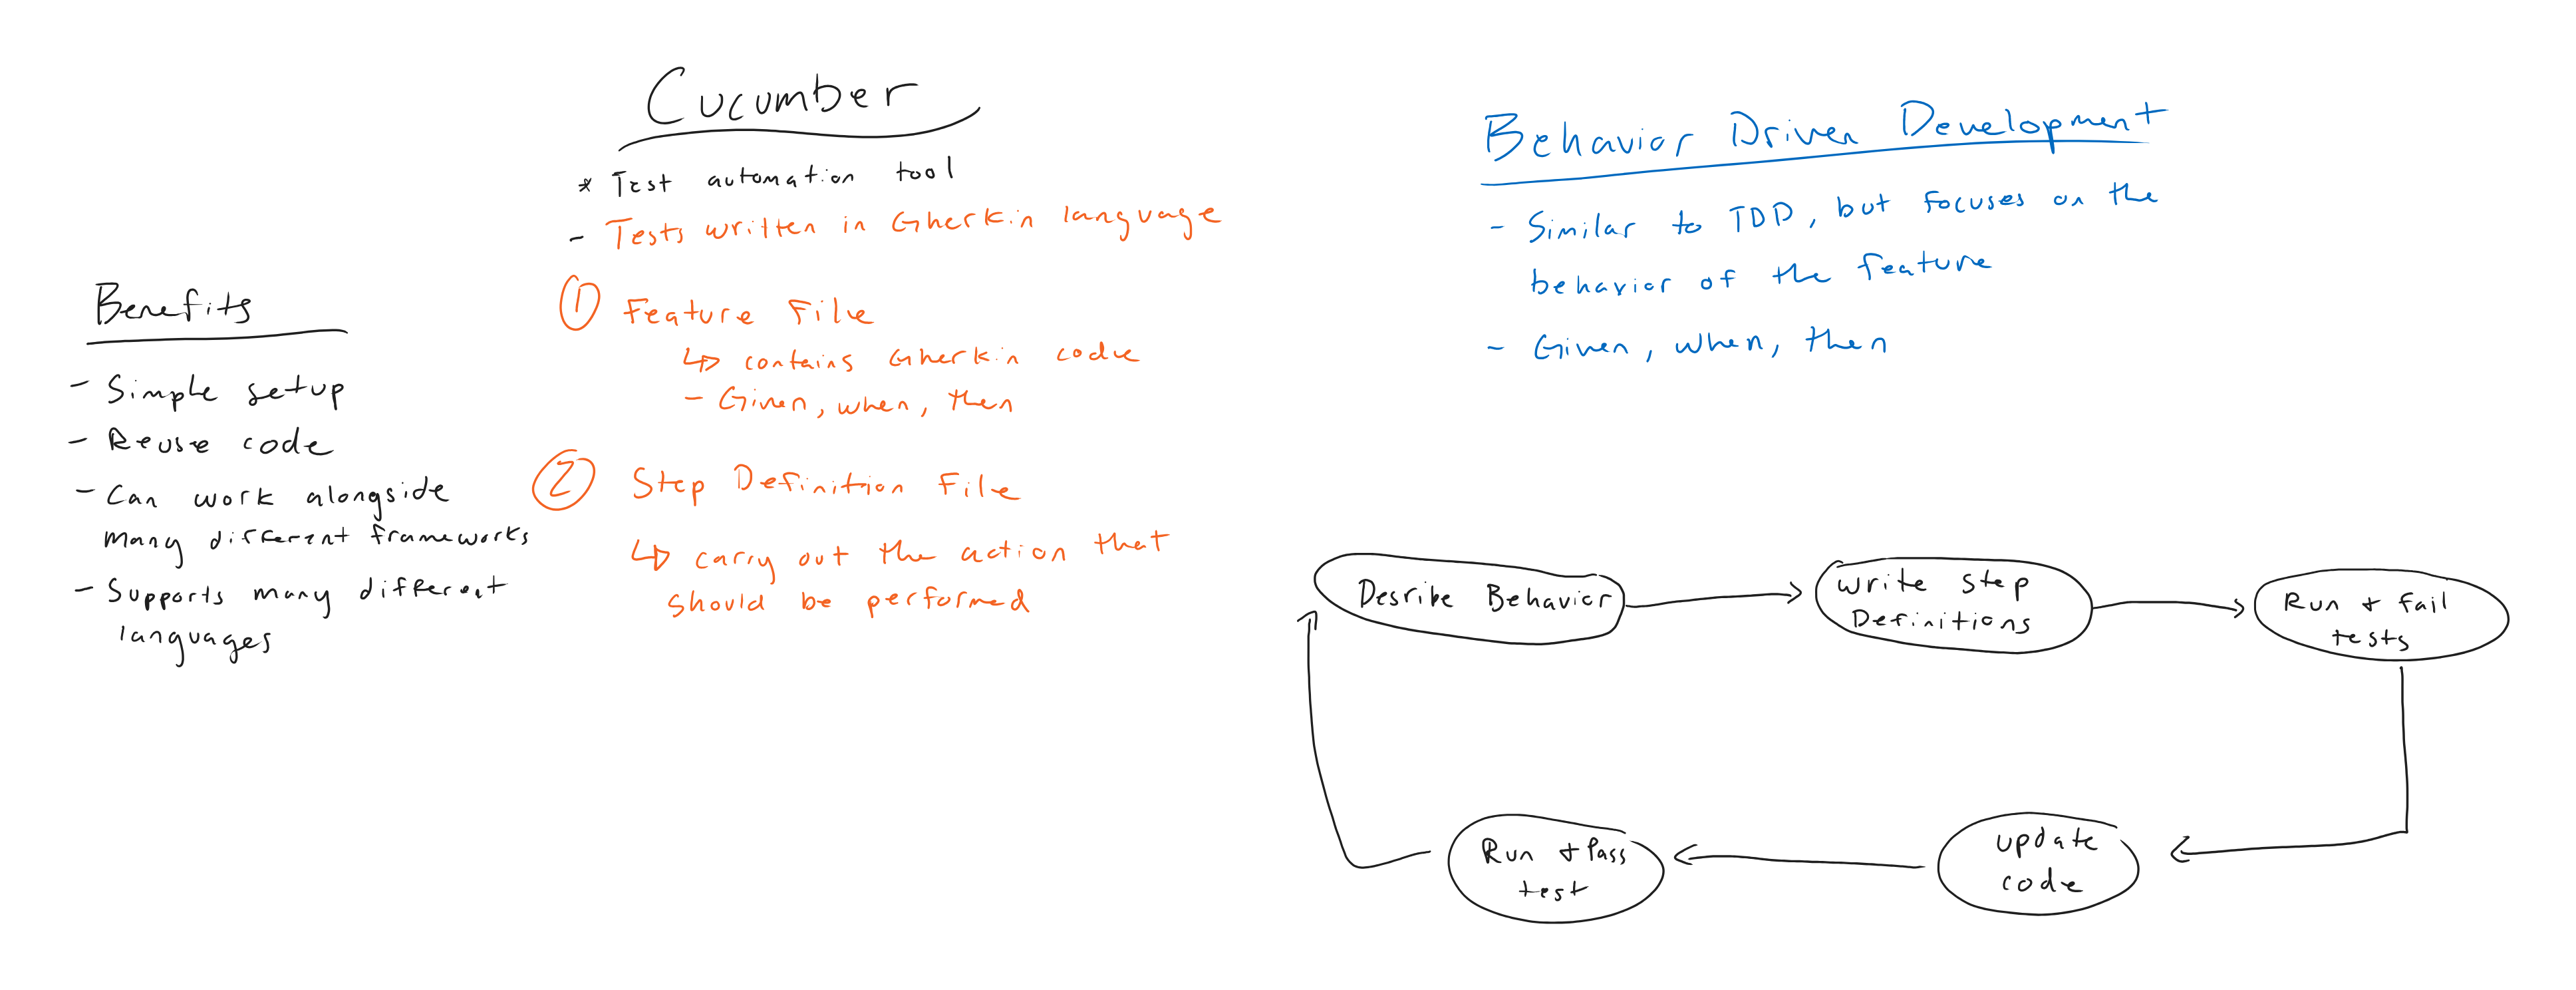 Cucumber
* Test automation tool
- Tests written in Gherkin language
① Feature File
↳ contains Gherkin code
- Given, when, then
② Step Definition File
↳ carry out the action that
should be performed
Benefits
- Simple setup
- Reuse code
- Can work alongside
many different frameworks
- Supports many different
languages
Behavior Driven Development
- Similar to TDD, but focuses on the
behavior of the feature
- Given, when, then
Desribe Behavior
Write Step
Definitions
Run + fail
tests
update
code
Run + Pass
test